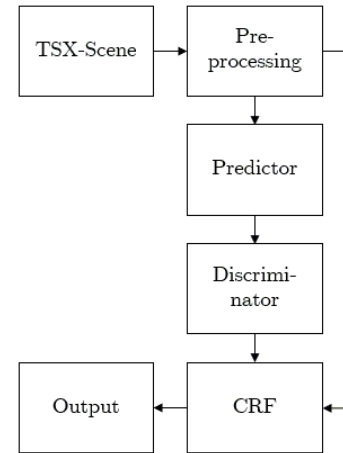 TSX-Scene
Pre-
processing
Predictor
Discrimi-
nator
Output
CRF